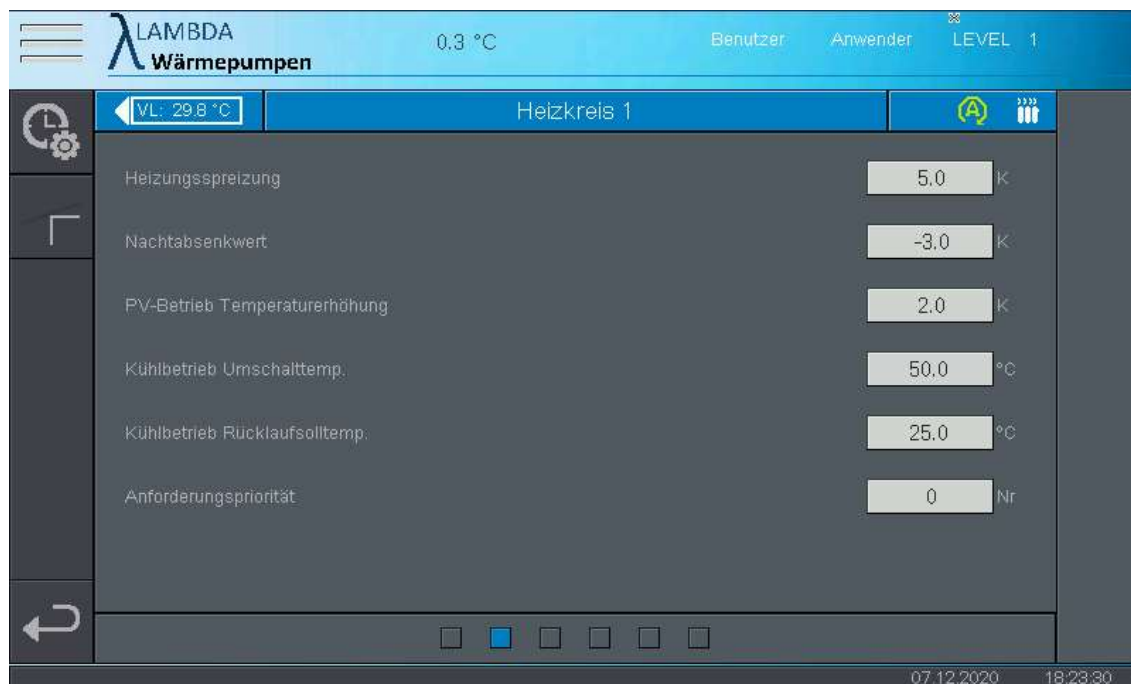 LAMBDA
Wärmepumpen
0.3 °C
Benutzer Anwender LEVEL 1
VL: 29.8 °C Heizkreis 1 A
Heizungsspreizung 5.0 K
Nachtabsenkwert -3.0 K
PV-Betrieb Temperaturerhöhung 2.0 K
Kühlbetrieb Umschalttemp. 50.0 °C
Kühlbetrieb Rücklaufsolltemp. 25.0 °C
Anforderungspriorität 0 Nr
07.12.2020 18:23:30